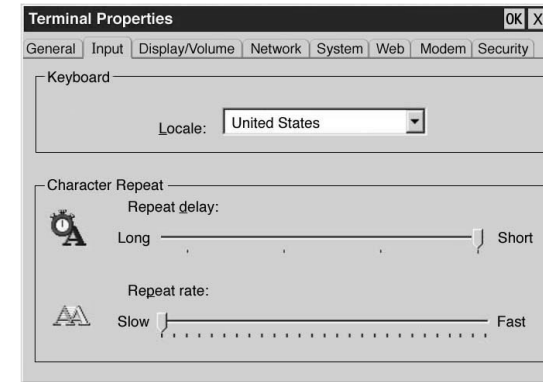 Terminal Properties OK X
General Input Display/Volume Network System Web Modem Security
Keyboard
Locale: United States
Character Repeat
Repeat delay:
Long Short
Repeat rate:
Slow Fast